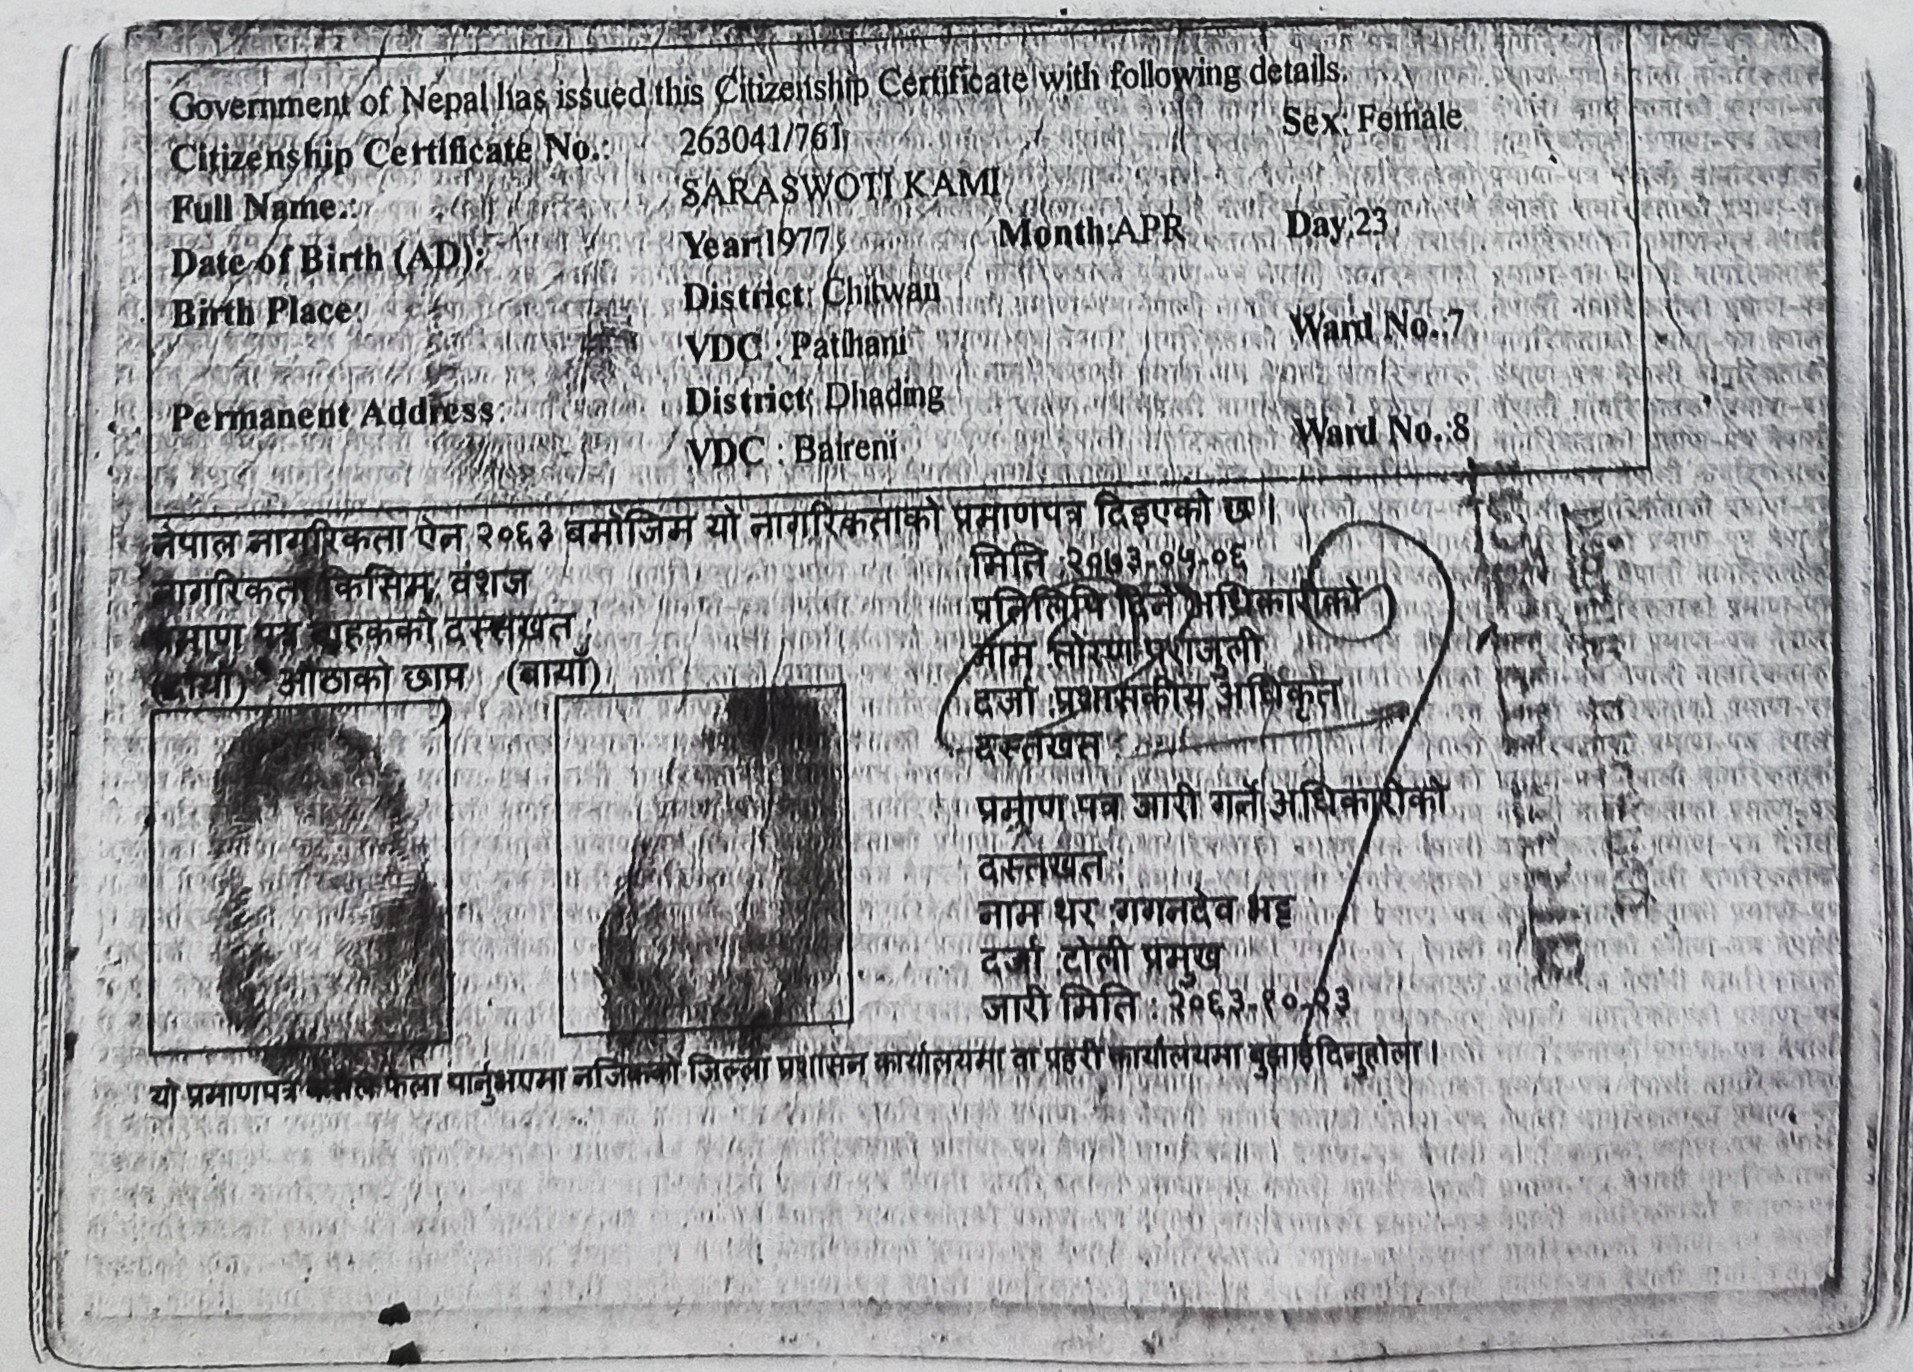 Government of Nepal has issued this Citizenship Certificate with following details.
Citizenship Certificate No.: 263041/761 Sex: Female
Full Name.: SARASWOTI KAMI
Date of Birth (AD): Year:1977 Month:APR Day:23
Birth Place: District: Chitwan
VDC : Patihani Ward No.:7
Permanent Address: District: Dhading
VDC : Baireni Ward No.:8
नेपाल नागरिकता ऐन २०६३ बमोजिम यो नागरिकताको प्रमाणपत्र दिइएको छ ।
नागरिकता किसिम: वंशज
प्रमाण पत्र वाहकको दस्तखत :
(दायाँ) औंठाको छाप (बायाँ)
मिति :२०७३-०५-०६
प्रतिलिपि दिने अधिकारीको
नाम :तोरण
दर्जा :प्रशासकीय अधिकृत
दस्तखत :
प्रमाण पत्र जारी गर्ने अधिकारीको
दस्तखत :
नाम थर :गगनदेव भट्ट
दर्जा :टोली प्रमुख
जारी मिति : २०६३-१०-२३
यो प्रमाणपत्र कसैले फेला पार्नुभएमा नजिकको जिल्ला प्रशासन कार्यालयमा वा प्रहरी कार्यालयमा बुझाईदिनुहोला ।